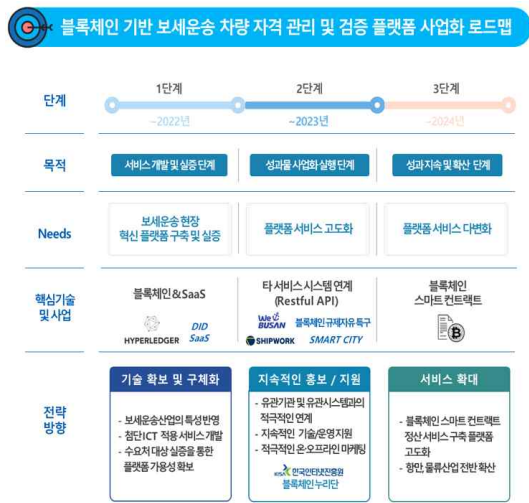 블록체인 기반 보세운송 차량 자격 관리 및 검증 플랫폼 사업화 로드맵
단계
1단계
2단계
3단계
~2022년
~2023년
~2024년
목적
서비스 개발 및 실증 단계
성과물 사업화 실행 단계
성과 지속 및 확산 단계
Needs
보세운송 현장
혁신 플랫폼 구축 및 실증
플랫폼 서비스 고도화
플랫폼 서비스 다변화
핵심기술
및 사업
블록체인&SaaS
HYPERLEDGER
DID
SaaS
타 서비스 시스템 연계
(Restful API)
We
BUSAN
블록체인 규제자유 특구
SHIPWORK
SMART CITY
블록체인
스마트 컨트랙트
전략
방향
기술 확보 및 구체화
- 보세운송산업의 특성 반영
- 첨단 ICT 적용 서비스 개발
- 수요처 대상 실증을 통한
플랫폼 가용성 확보
지속적인 홍보 / 지원
- 유관기관 및 유관시스템과의
적극적인 연계
- 지속적인 기술/운영 지원
- 적극적인 온·오프라인 마케팅
KISA 한국인터넷진흥원
블록체인 누리단
서비스 확대
- 블록체인 스마트 컨트랙트
정산 서비스 구축 플랫폼
고도화
- 항만, 물류산업 전반 확산